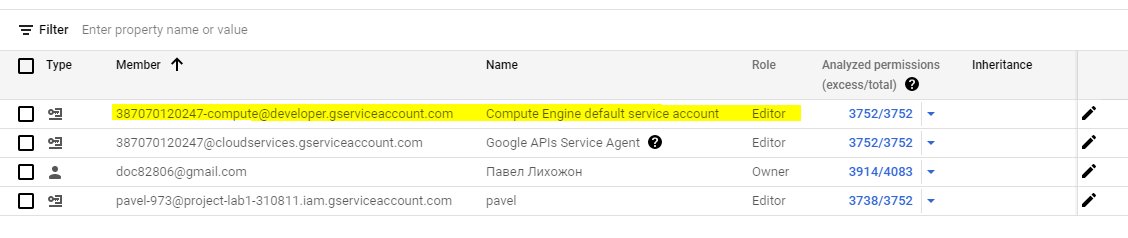 Filter Enter property name or value
Type Member Name Role Analyzed permissions (excess/total) Inheritance
387070120247-compute@developer.gserviceaccount.com Compute Engine default service account Editor 3752/3752
387070120247@cloudservices.gserviceaccount.com Google APIs Service Agent Editor 3752/3752
doc82806@gmail.com Павел Лихожон Owner 3914/4083
pavel-973@project-lab1-310811.iam.gserviceaccount.com pavel Editor 3738/3752